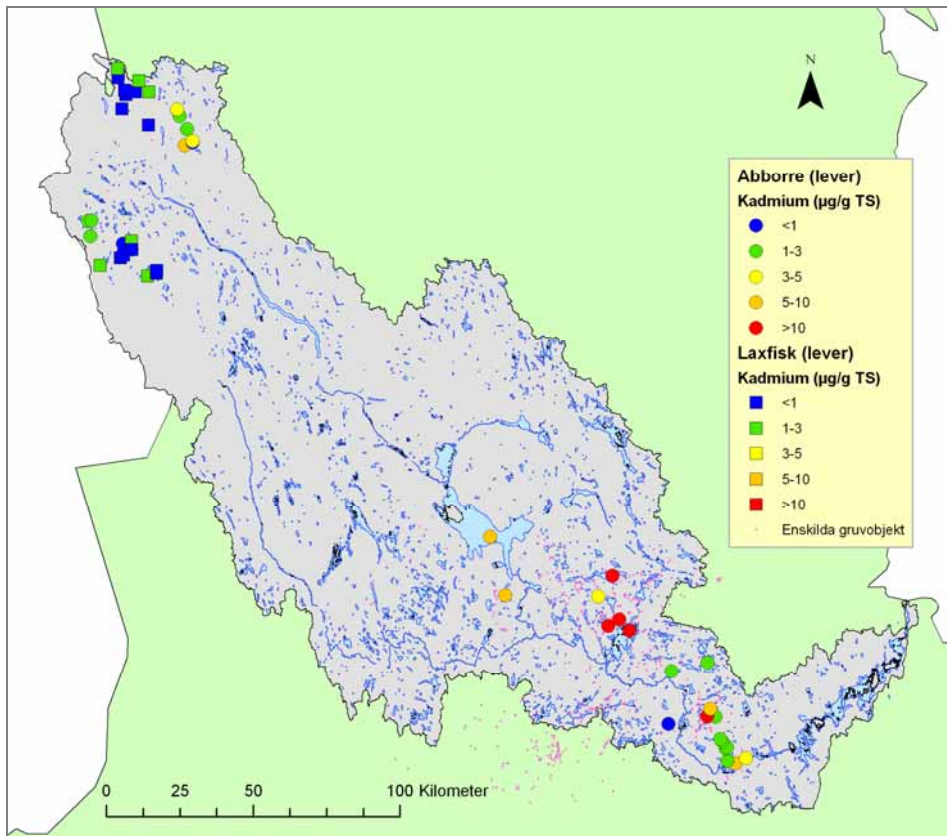 N
Abborre (lever)
Kadmium (µg/g TS)
<1
1-3
3-5
5-10
>10
Laxfisk (lever)
Kadmium (µg/g TS)
<1
1-3
3-5
5-10
>10
Enskilda gruvobjekt
0 25 50 100 Kilometer